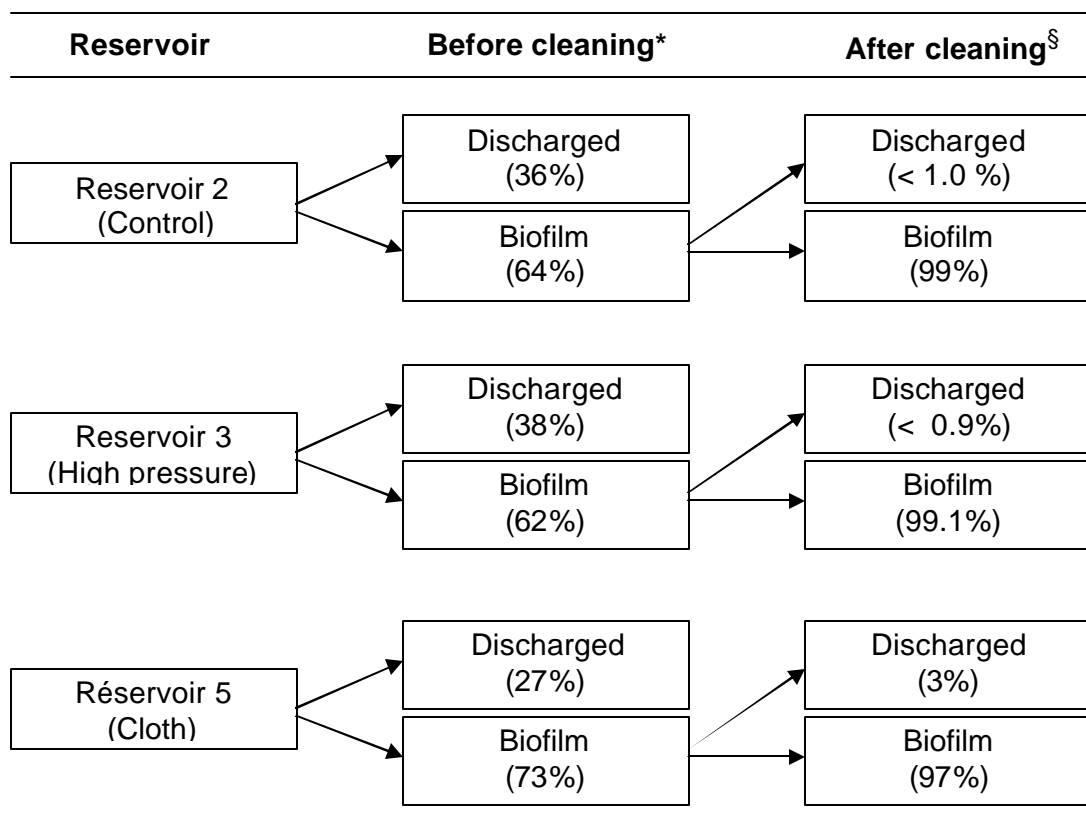 Reservoir Before cleaning* After cleaning§
Discharged
(36%)
Discharged
(< 1.0 %)
Reservoir 2
(Control)
Biofilm
(64%)
Biofilm
(99%)
Discharged
(38%)
Discharged
(< 0.9%)
Reservoir 3
(High pressure)
Biofilm
(62%)
Biofilm
(99.1%)
Discharged
(27%)
Discharged
(3%)
Réservoir 5
(Cloth)
Biofilm
(73%)
Biofilm
(97%)